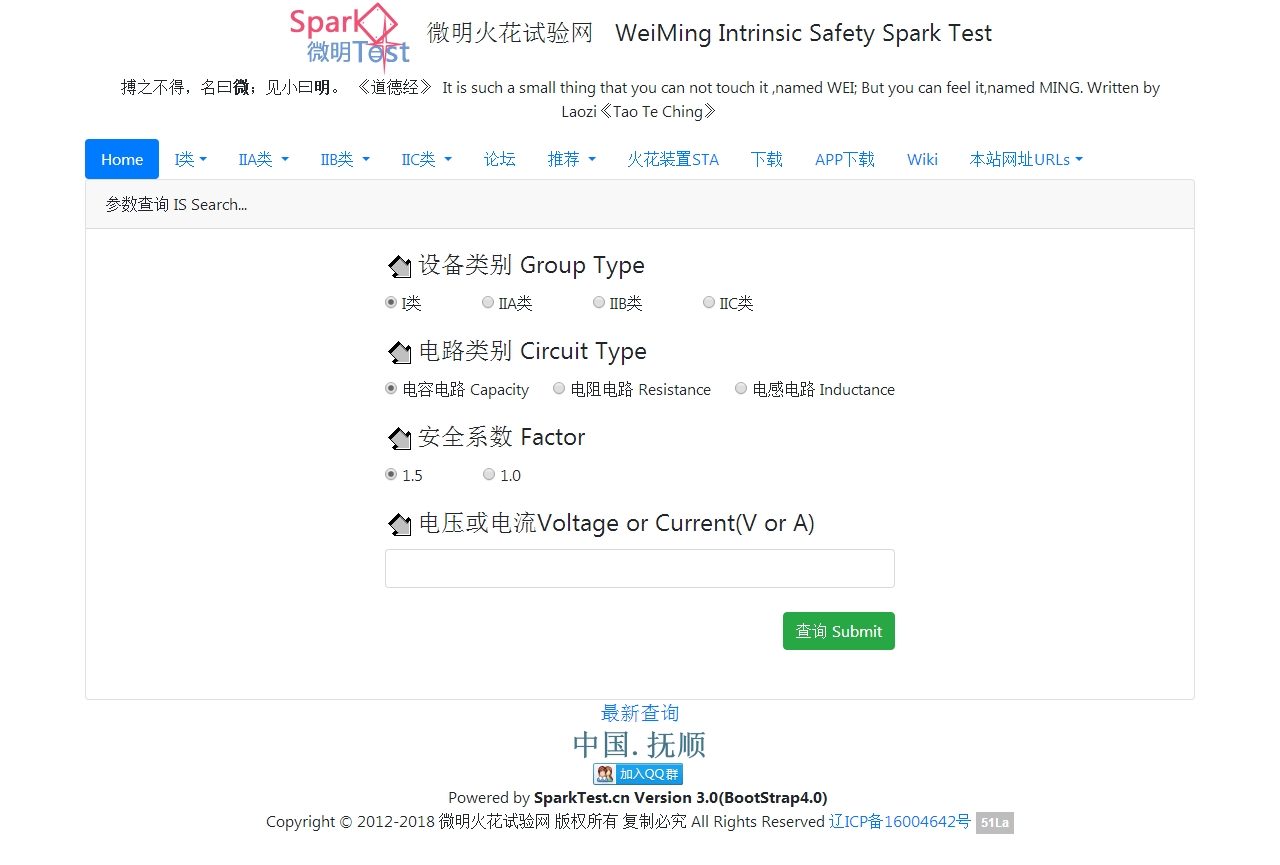 Spark
微明Test
微明火花试验网 WeiMing Intrinsic Safety Spark Test
搏之不得，名曰微；见小曰明。 《道德经》 It is such a small thing that you can not touch it ,named WEI; But you can feel it,named MING. Written by
Laozi《Tao Te Ching》
Home I类 IIA类 IIB类 IIC类 论坛 推荐 火花装置STA 下载 APP下载 Wiki 本站网址URLs
参数查询 IS Search...
设备类别 Group Type
I类 IIA类 IIB类 IIC类
电路类别 Circuit Type
电容电路 Capacity 电阻电路 Resistance 电感电路 Inductance
安全系数 Factor
1.5 1.0
电压或电流Voltage or Current(V or A)
查询 Submit
最新查询
中国.抚顺
加入QQ群
Powered by SparkTest.cn Version 3.0(BootStrap4.0)
Copyright © 2012-2018 微明火花试验网 版权所有 复制必究 All Rights Reserved 辽ICP备16004642号 51La